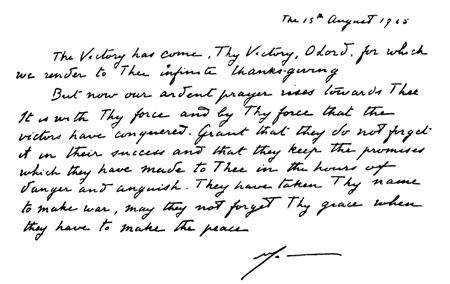 The 15th August 1945
The Victory has come, Thy Victory, O Lord, for which
we render to Thee infinite thanksgiving
But now our ardent prayer rises towards Thee
It is with Thy force and by Thy force that the
victors have conquered. Grant that they do not forget
it in their success and that they keep the promises
which they have made to Thee in the hours of
danger and anguish. They have taken Thy name
to make war, may they not forget Thy grace when
they have to make the peace